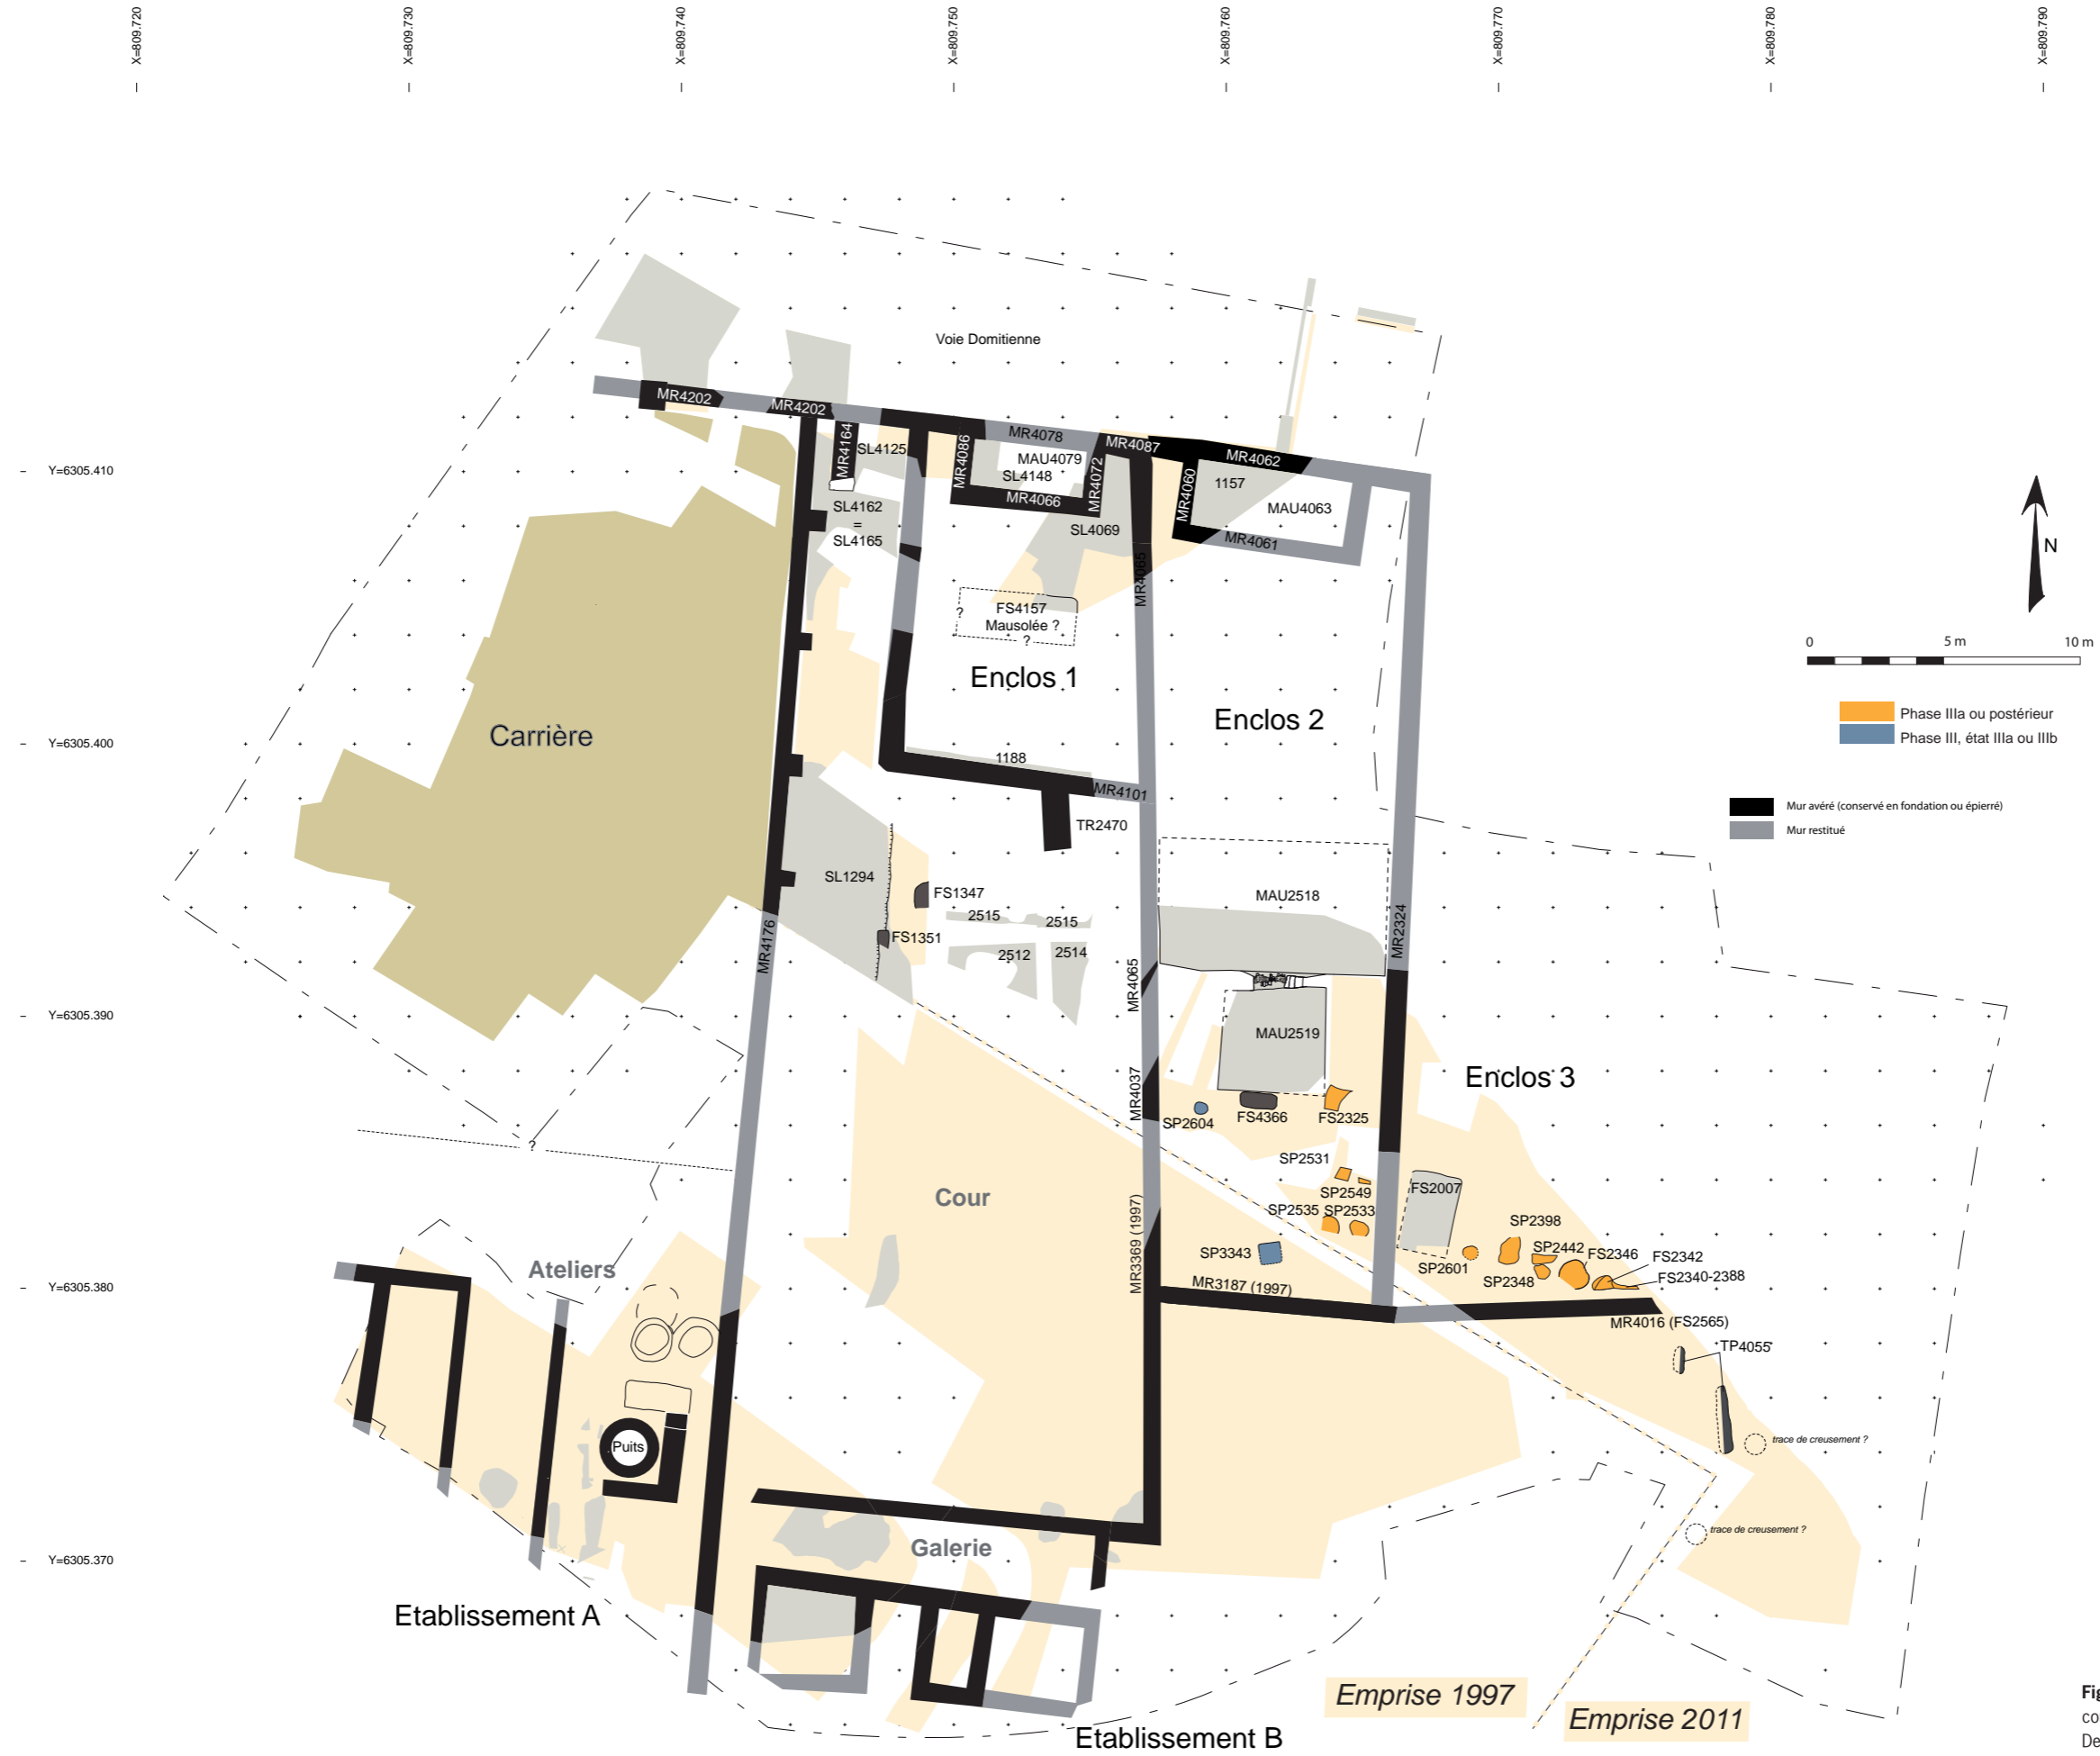 X=809.720
X=809.730
X=809.740
X=809.750
X=809.760
X=809.770
X=809.780
X=809.790
Voie Domitienne
MR4202
MR4202
MR4164
SL4125
MR4086
MR4078
MAU4079
SL4148
MR4072
MR4087
MR4066
MR4062
MR4060
1157
MAU4063
MR4061
Y=6305.410
SL4162
=
SL4165
SL4069
MR4065
N
?
FS4157
Mausolée ?
?
0
5 m
10 m
Enclos 1
Enclos 2
Carrière
Phase IIIa ou postérieur
Phase III, état IIIa ou IIIb
Y=6305.400
1188
MR4101
TR2470
Mur avéré (conservé en fondation ou épierré)
Mur restitué
SL1294
FS1347
FS1351
2515
2515
2512
2514
MAU2518
MR2324
MR4176
MR4065
Y=6305.390
MAU2519
MR4037
Enclos 3
SP2604
FS4366
FS2325
?
SP2531
SP2549
SP2535
SP2533
FS2007
Cour
MR3369 (1997)
SP3343
SP2398
SP2442
FS2346
FS2342
SP2601
SP2348
FS2340-2388
Ateliers
Y=6305.380
MR3187 (1997)
MR4016 (FS2565)
TP4055
Puits
trace de creusement ?
trace de creusement ?
Galerie
Y=6305.370
Etablissement A
Emprise 1997
Emprise 2011
Etablissement B
Fig
co
De